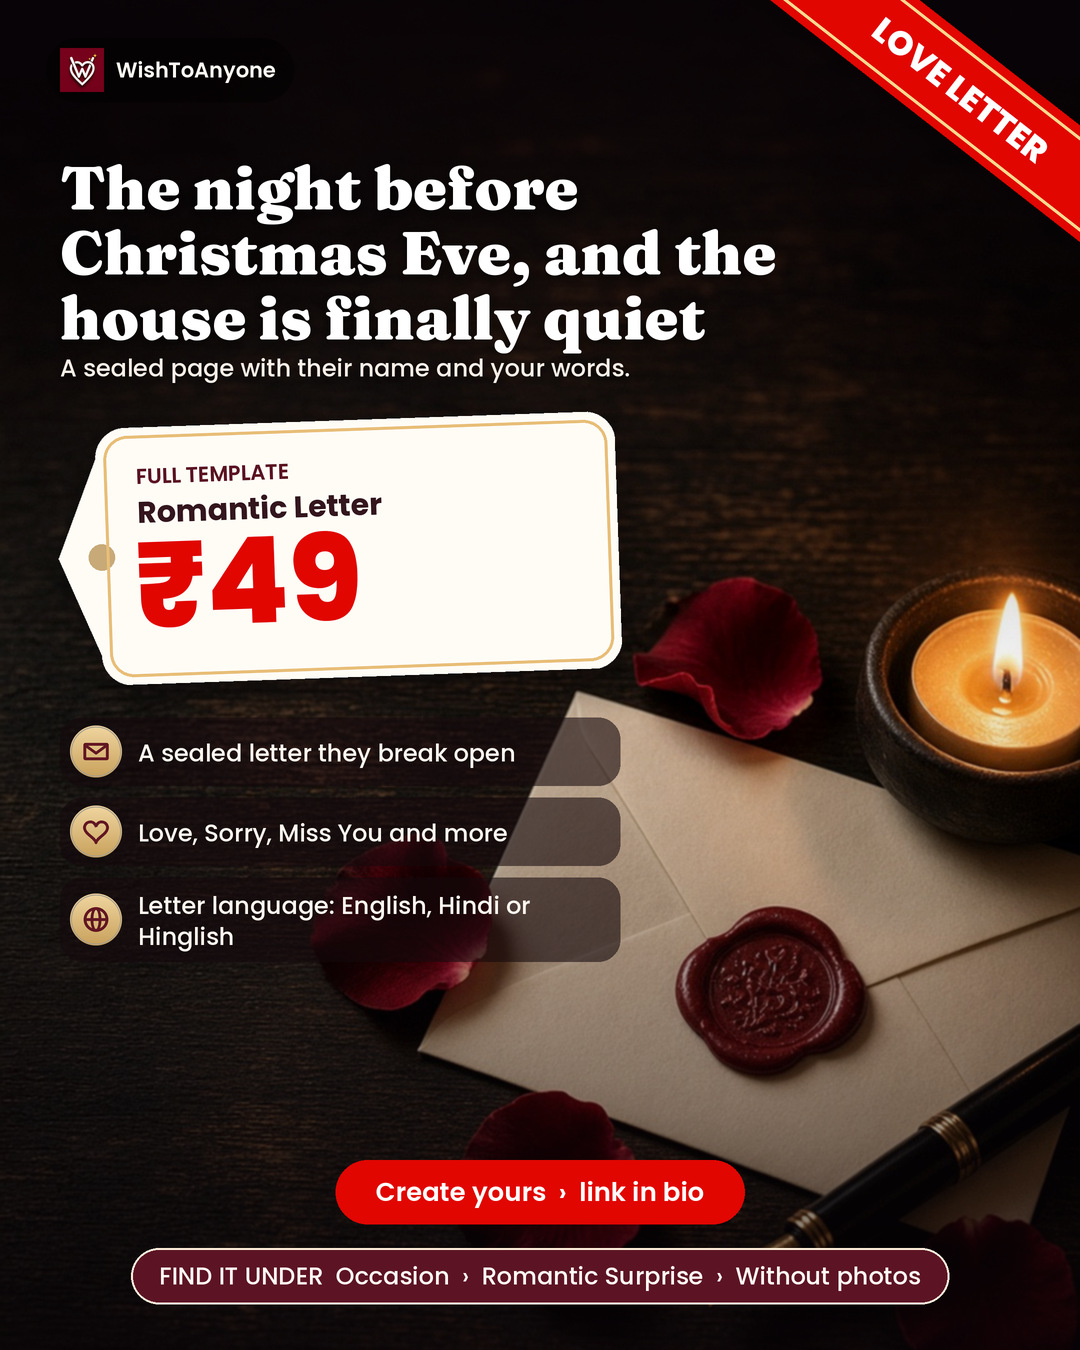 WishToAnyone
LOVE LETTER
The night before
Christmas Eve, and the
house is finally quiet
A sealed page with their name and your words.
FULL TEMPLATE
Romantic Letter
₹49
A sealed letter they break open
Love, Sorry, Miss You and more
Letter language: English, Hindi or
Hinglish
Create yours › link in bio
FIND IT UNDER Occasion › Romantic Surprise › Without photos